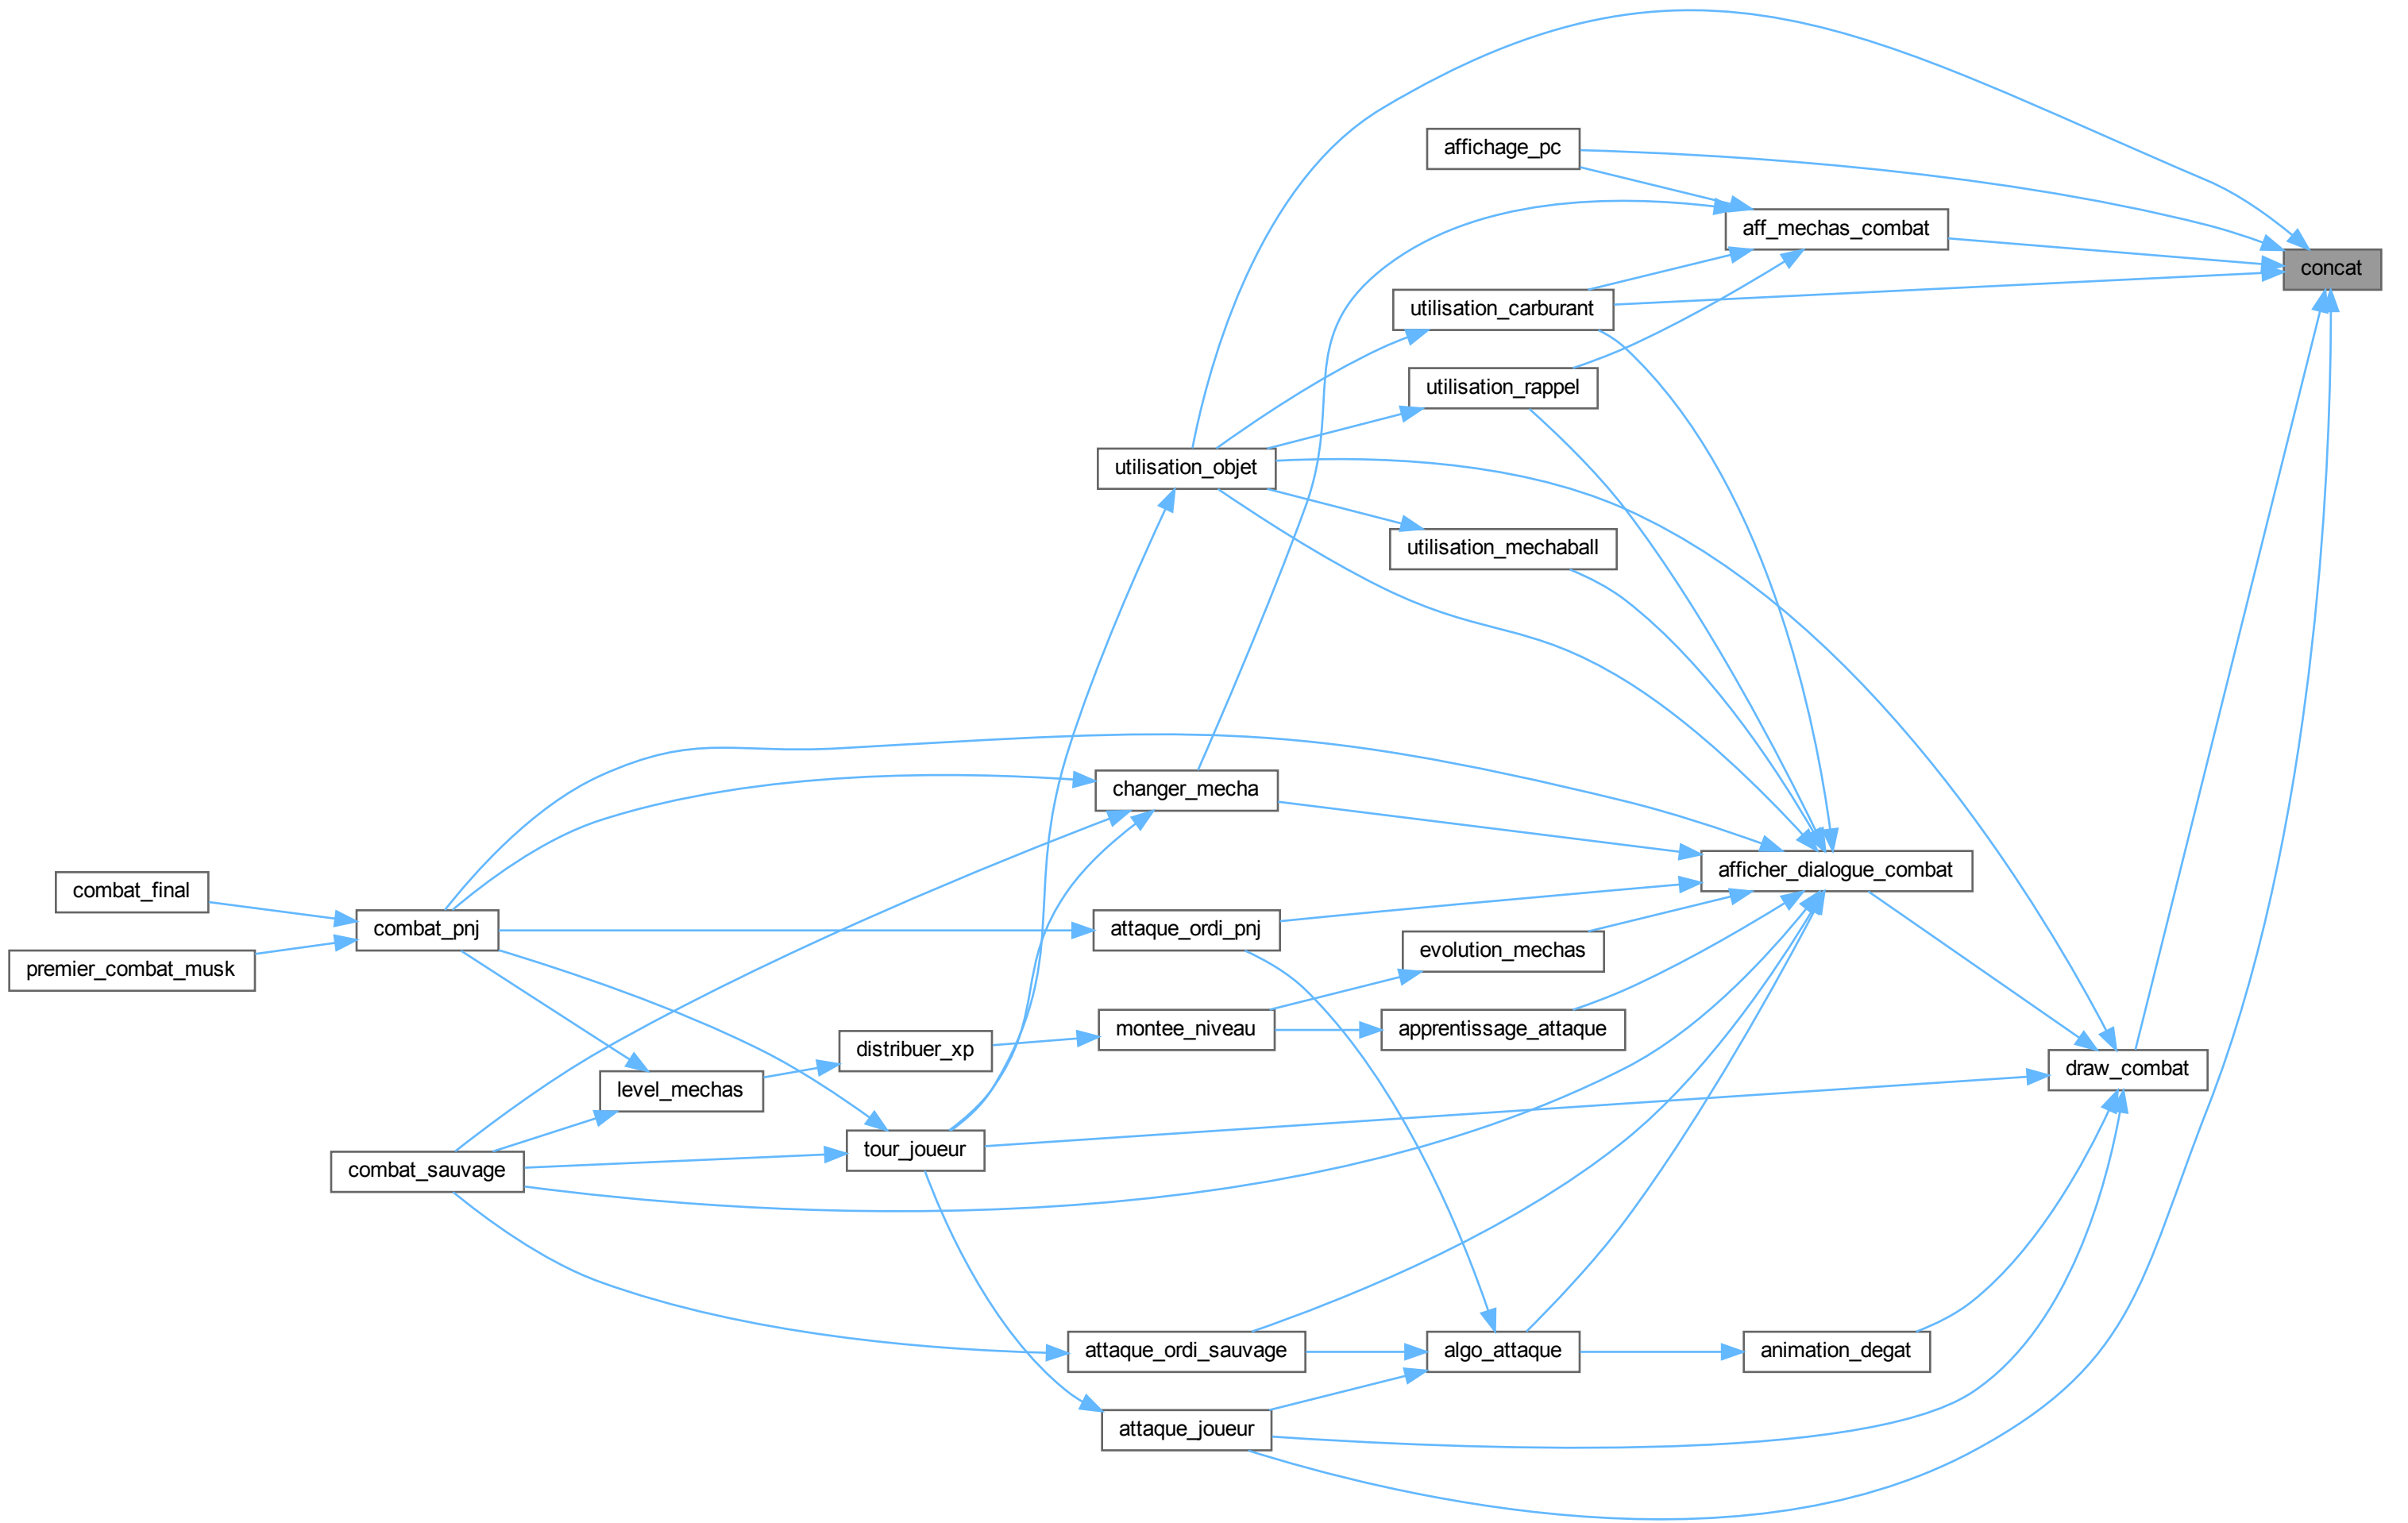 affichage_pc
aff_mechas_combat
concat
utilisation_carburant
utilisation_rappel
utilisation_objet
utilisation_mechaball
changer_mecha
afficher_dialogue_combat
combat_final
combat_pnj
attaque_ordi_pnj
evolution_mechas
premier_combat_musk
montee_niveau
apprentissage_attaque
distribuer_xp
draw_combat
level_mechas
tour_joueur
combat_sauvage
attaque_ordi_sauvage
algo_attaque
animation_degat
attaque_joueur